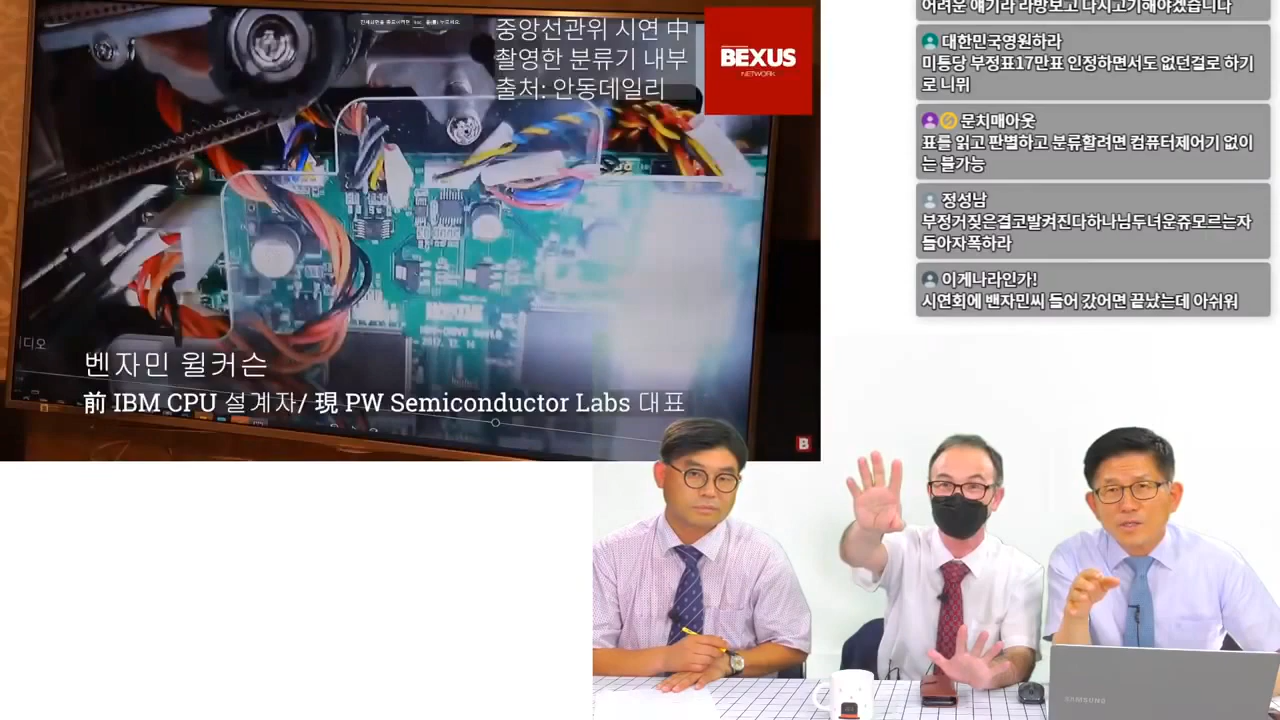 중앙선관위 시연 中
촬영한 분류기 내부
출처: 안동데일리
BEXUS
NETWORK
디오
2017. 12. 14
벤자민 윌커슨
前 IBM CPU 설계자/ 現 PW Semiconductor Labs 대표
B
어려운 얘기라 라방보고 다시고기해야겠습니다
대한민국영원하라
미통당 부정표17만표 인정하면서도 없던걸로 하기
로 니뮈
문치매아웃
표를 읽고 판별하고 분류할려면 컴퓨터제어기 없이
는 불가능
정성남
부정거짖은결코발켜진다하나님두녀운쥬모르는자
들아자폭하라
이게나라인가!
시연회에 밴자민씨 들어 갔어면 끝났는데 아쉬워
SAMSUNG